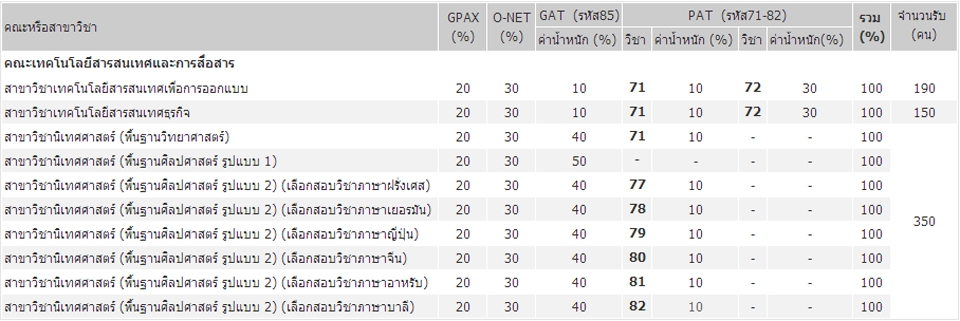 คณะหรือสาขาวิชา GPAX (%) O-NET (%) GAT (รหัส85) PAT (รหัส71-82) รวม (%) จำนวนรับ (คน)
ค่าน้ำหนัก (%) วิชา ค่าน้ำหนัก (%) วิชา ค่าน้ำหนัก(%)
คณะเทคโนโลยีสารสนเทศและการสื่อสาร
สาขาวิชาเทคโนโลยีสารสนเทศเพื่อการออกแบบ 20 30 10 71 10 72 30 100 190
สาขาวิชาเทคโนโลยีสารสนเทศธุรกิจ 20 30 10 71 10 72 30 100 150
สาขาวิชานิเทศศาสตร์ (พื้นฐานวิทยาศาสตร์) 20 30 40 71 10 - - 100
สาขาวิชานิเทศศาสตร์ (พื้นฐานศิลปศาสตร์ รูปแบบ 1) 20 30 50 - - - - 100
สาขาวิชานิเทศศาสตร์ (พื้นฐานศิลปศาสตร์ รูปแบบ 2) (เลือกสอบวิชาภาษาฝรั่งเศส) 20 30 40 77 10 - - 100
สาขาวิชานิเทศศาสตร์ (พื้นฐานศิลปศาสตร์ รูปแบบ 2) (เลือกสอบวิชาภาษาเยอรมัน) 20 30 40 78 10 - - 100 350
สาขาวิชานิเทศศาสตร์ (พื้นฐานศิลปศาสตร์ รูปแบบ 2) (เลือกสอบวิชาภาษาญี่ปุ่น) 20 30 40 79 10 - - 100
สาขาวิชานิเทศศาสตร์ (พื้นฐานศิลปศาสตร์ รูปแบบ 2) (เลือกสอบวิชาภาษาจีน) 20 30 40 80 10 - - 100
สาขาวิชานิเทศศาสตร์ (พื้นฐานศิลปศาสตร์ รูปแบบ 2) (เลือกสอบวิชาภาษาอาหรับ) 20 30 40 81 10 - - 100
สาขาวิชานิเทศศาสตร์ (พื้นฐานศิลปศาสตร์ รูปแบบ 2) (เลือกสอบวิชาภาษาบาลี) 20 30 40 82 10 - - 100